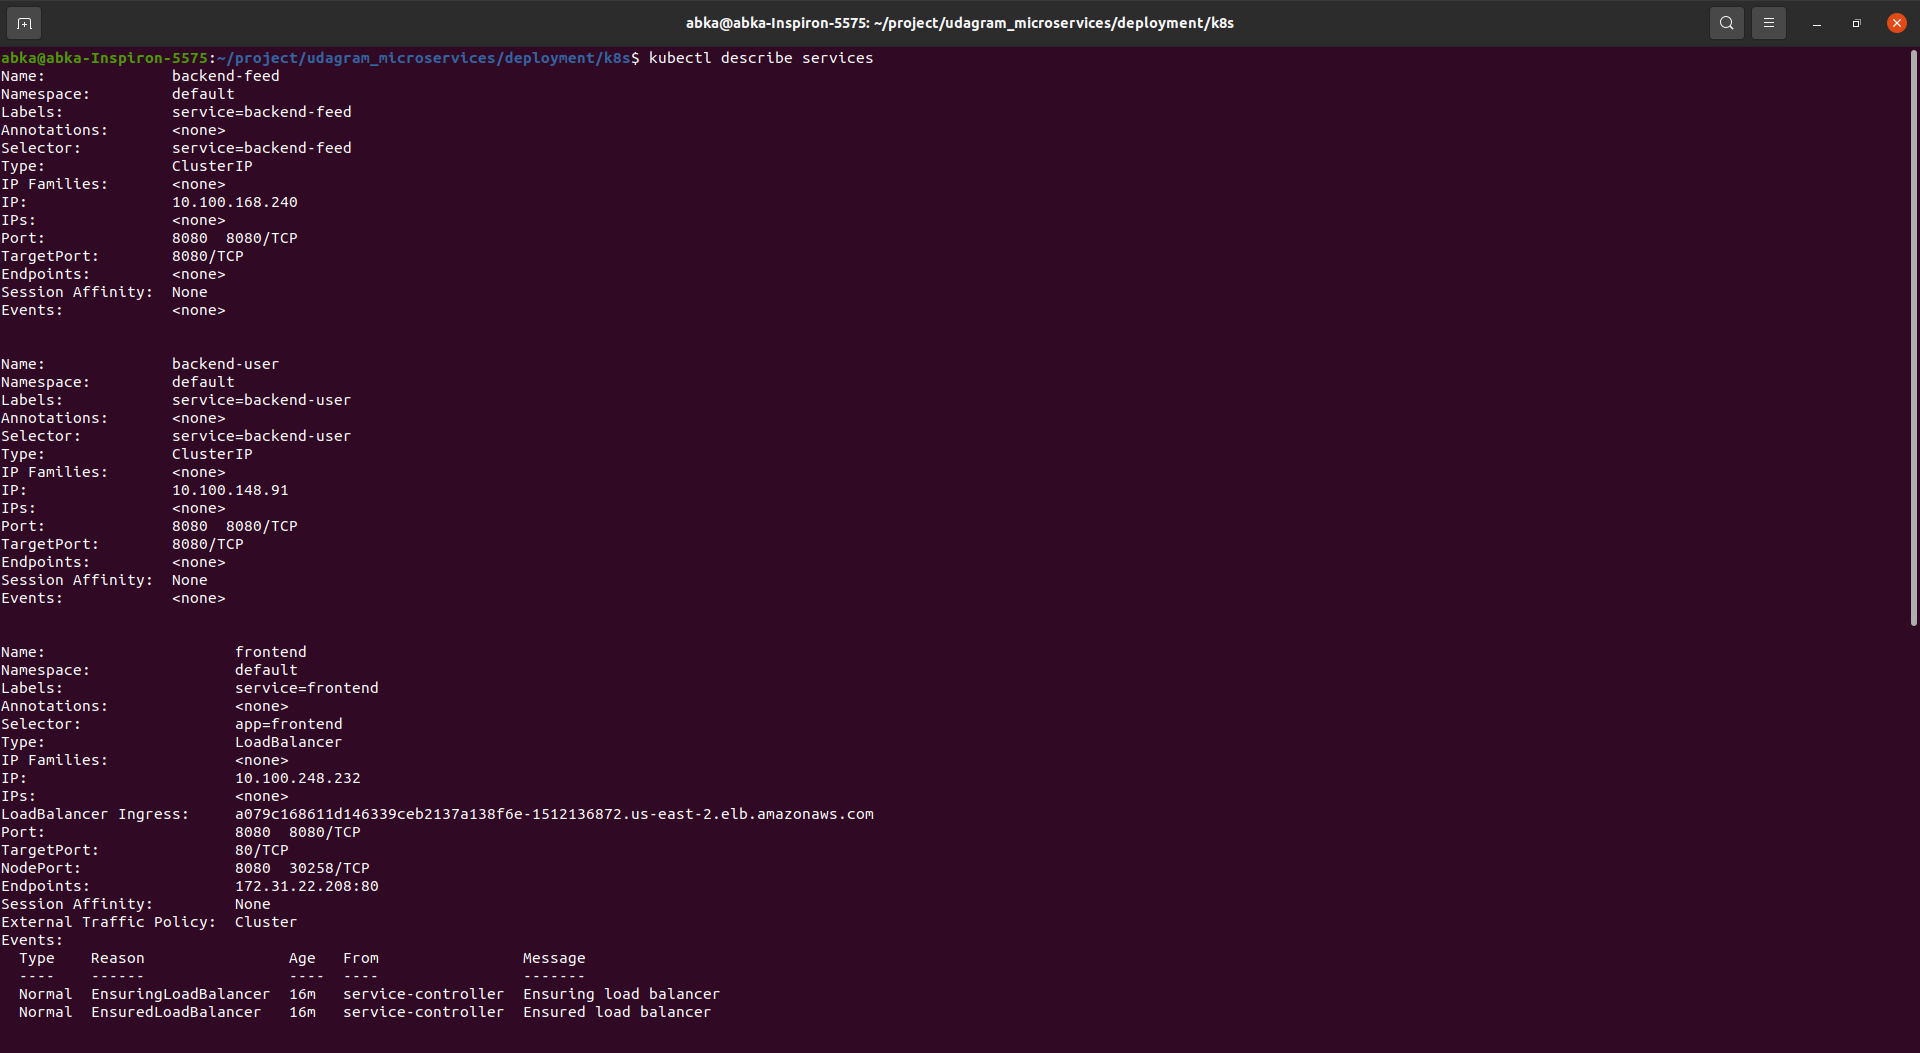 abka@abka-Inspiron-5575: ~/project/udagram_microservices/deployment/k8s
abka@abka-Inspiron-5575:~/project/udagram_microservices/deployment/k8s$ kubectl describe services
Name:              backend-feed
Namespace:         default
Labels:            service=backend-feed
Annotations:       <none>
Selector:          service=backend-feed
Type:              ClusterIP
IP Families:       <none>
IP:                10.100.168.240
IPs:               <none>
Port:              8080  8080/TCP
TargetPort:        8080/TCP
Endpoints:         <none>
Session Affinity:  None
Events:            <none>
Name:              backend-user
Namespace:         default
Labels:            service=backend-user
Annotations:       <none>
Selector:          service=backend-user
Type:              ClusterIP
IP Families:       <none>
IP:                10.100.148.91
IPs:               <none>
Port:              8080  8080/TCP
TargetPort:        8080/TCP
Endpoints:         <none>
Session Affinity:  None
Events:            <none>
Name:                     frontend
Namespace:                default
Labels:                   service=frontend
Annotations:              <none>
Selector:                 app=frontend
Type:                     LoadBalancer
IP Families:              <none>
IP:                       10.100.248.232
IPs:                      <none>
LoadBalancer Ingress:     a079c168611d146339ceb2137a138f6e-1512136872.us-east-2.elb.amazonaws.com
Port:                     8080  8080/TCP
TargetPort:               80/TCP
NodePort:                 8080  30258/TCP
Endpoints:                172.31.22.208:80
Session Affinity:         None
External Traffic Policy:  Cluster
Events:
  Type    Reason                Age   From                Message
  ----    ------                ----  ----                -------
  Normal  EnsuringLoadBalancer  16m   service-controller  Ensuring load balancer
  Normal  EnsuredLoadBalancer   16m   service-controller  Ensured load balancer